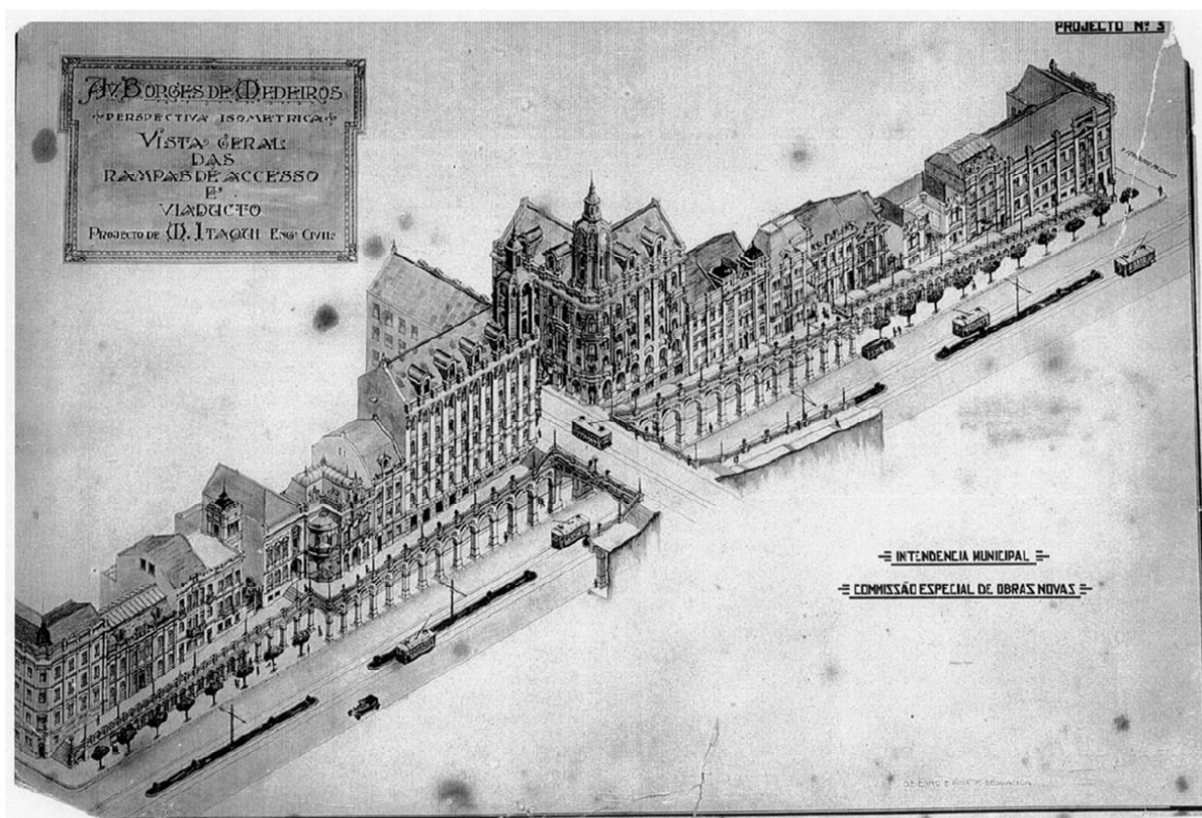 PROJECTO Nº 3
AV. BORGES DE MEDEIROS
PERSPECTIVA ISOMETRICA
VISTA GERAL
DAS
RAMPAS DE ACCESSO
E
VIADUCTO
PROJECTO DE M. ITAQUI ENGº CIVIL
INTENDENCIA MUNICIPAL
COMMISSÃO ESPECIAL DE OBRAS NOVAS